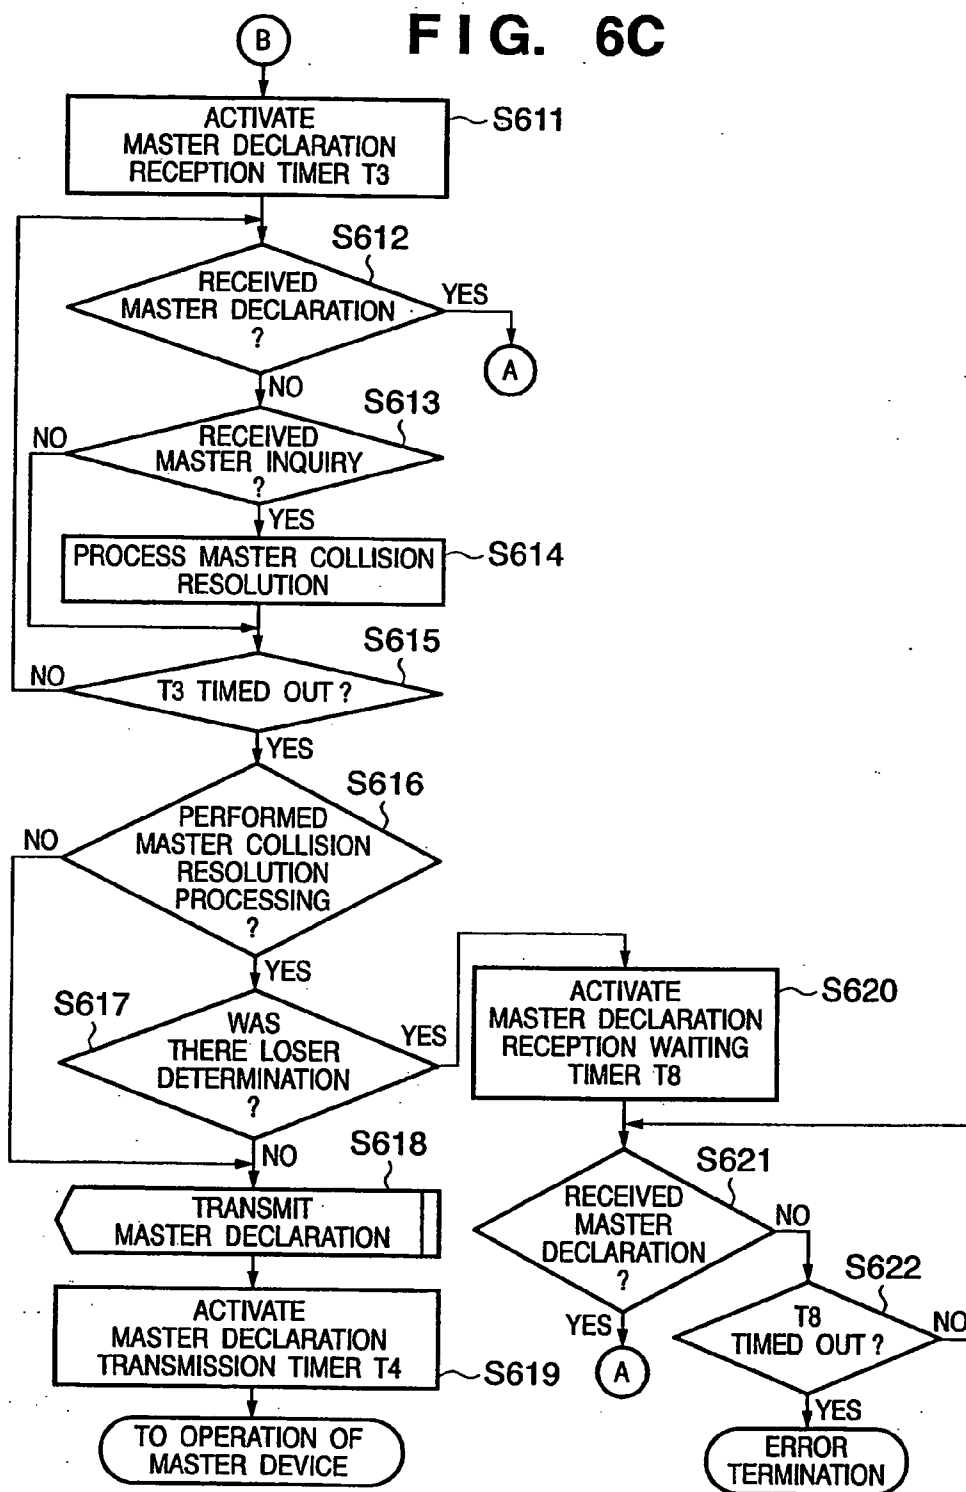 FIG. 6C
B
ACTIVATE
MASTER DECLARATION
RECEPTION TIMER T3
S611
S612
RECEIVED
MASTER DECLARATION
?
YES
A
NO
S613
NO
RECEIVED
MASTER INQUIRY
?
YES
PROCESS MASTER COLLISION
RESOLUTION
S614
S615
NO
T3 TIMED OUT ?
YES
S616
NO
PERFORMED
MASTER COLLISION
RESOLUTION
PROCESSING
?
YES
S617
WAS
THERE LOSER
DETERMINATION
?
YES
NO
ACTIVATE
MASTER DECLARATION
RECEPTION WAITING
TIMER T8
S620
S618
TRANSMIT
MASTER DECLARATION
ACTIVATE
MASTER DECLARATION
TRANSMISSION TIMER T4
S619
TO OPERATION OF
MASTER DEVICE
S621
RECEIVED
MASTER
DECLARATION
?
NO
YES
A
S622
T8
TIMED OUT ?
NO
YES
ERROR
TERMINATION